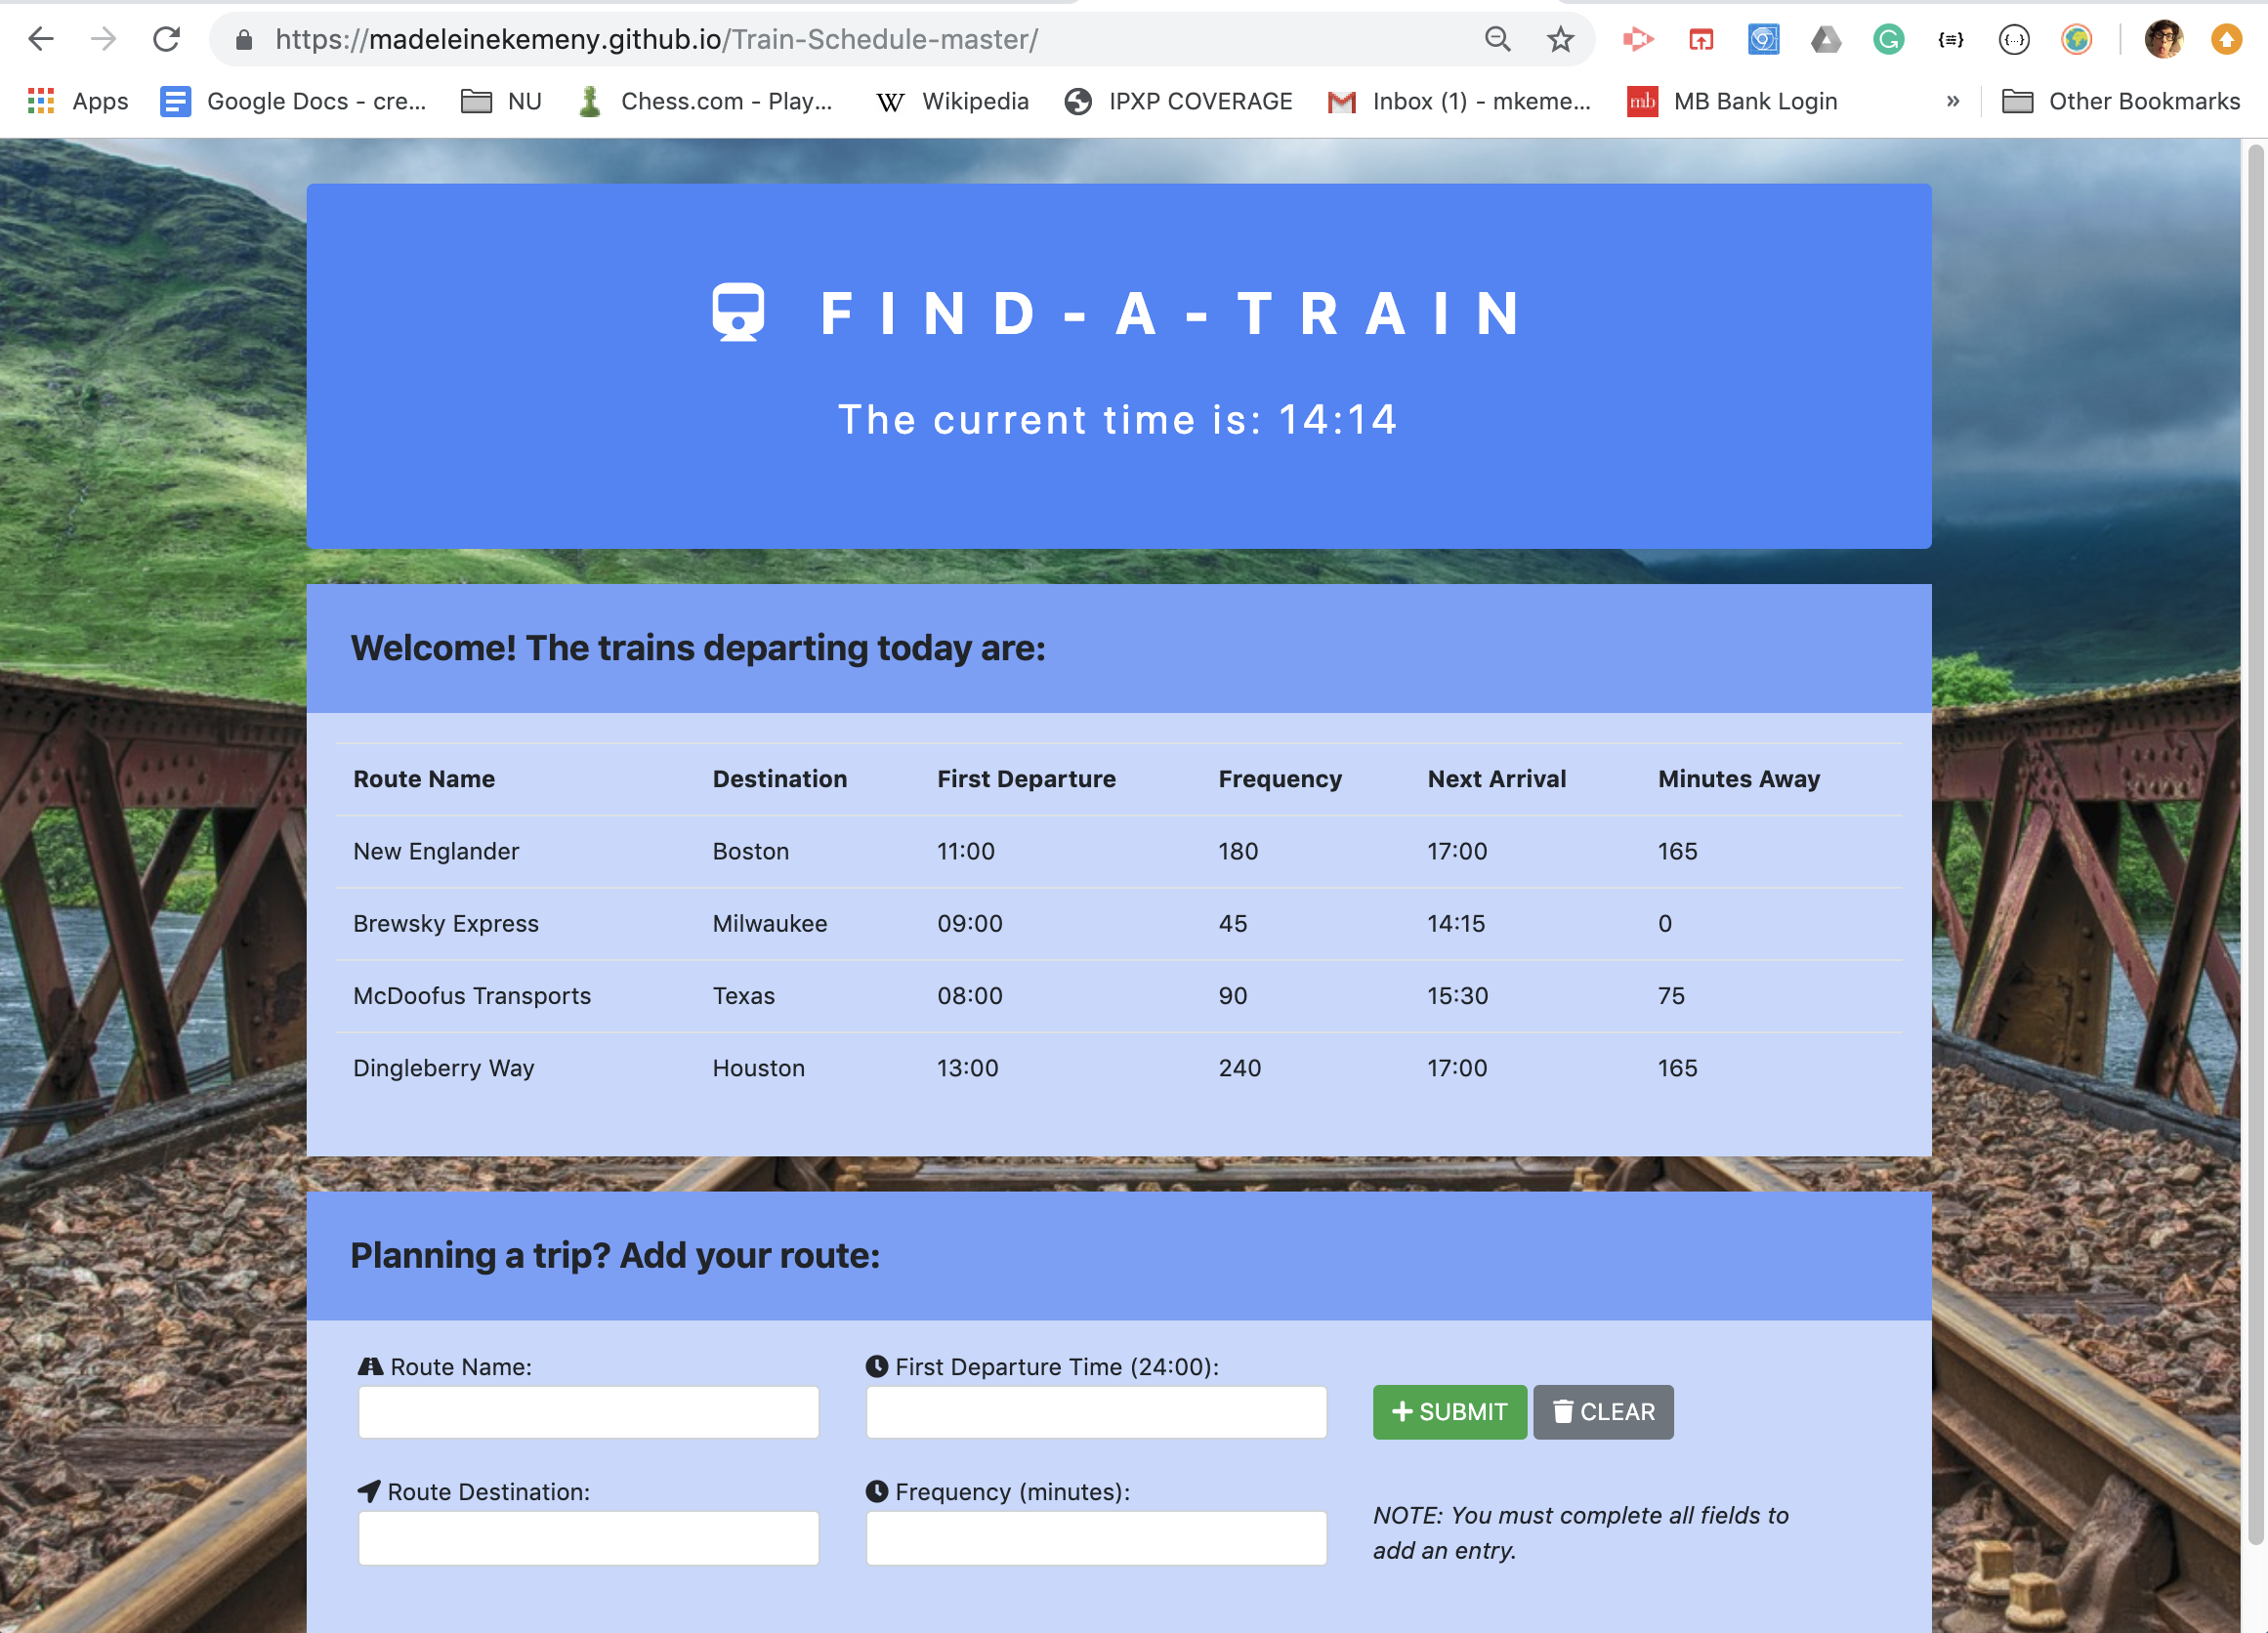 https://madeleinekemeny.github.io/Train-Schedule-master/
Apps Google Docs - cre... NU Chess.com - Play... W Wikipedia IPXP COVERAGE Inbox (1) - mkeme... mb MB Bank Login » Other Bookmarks
FIND-A-TRAIN
The current time is: 14:14
Welcome! The trains departing today are:
Route Name Destination First Departure Frequency Next Arrival Minutes Away
New Englander Boston 11:00 180 17:00 165
Brewsky Express Milwaukee 09:00 45 14:15 0
McDoofus Transports Texas 08:00 90 15:30 75
Dingleberry Way Houston 13:00 240 17:00 165
Planning a trip? Add your route:
Route Name: First Departure Time (24:00):
SUBMIT CLEAR
Route Destination: Frequency (minutes):
NOTE: You must complete all fields to
add an entry.